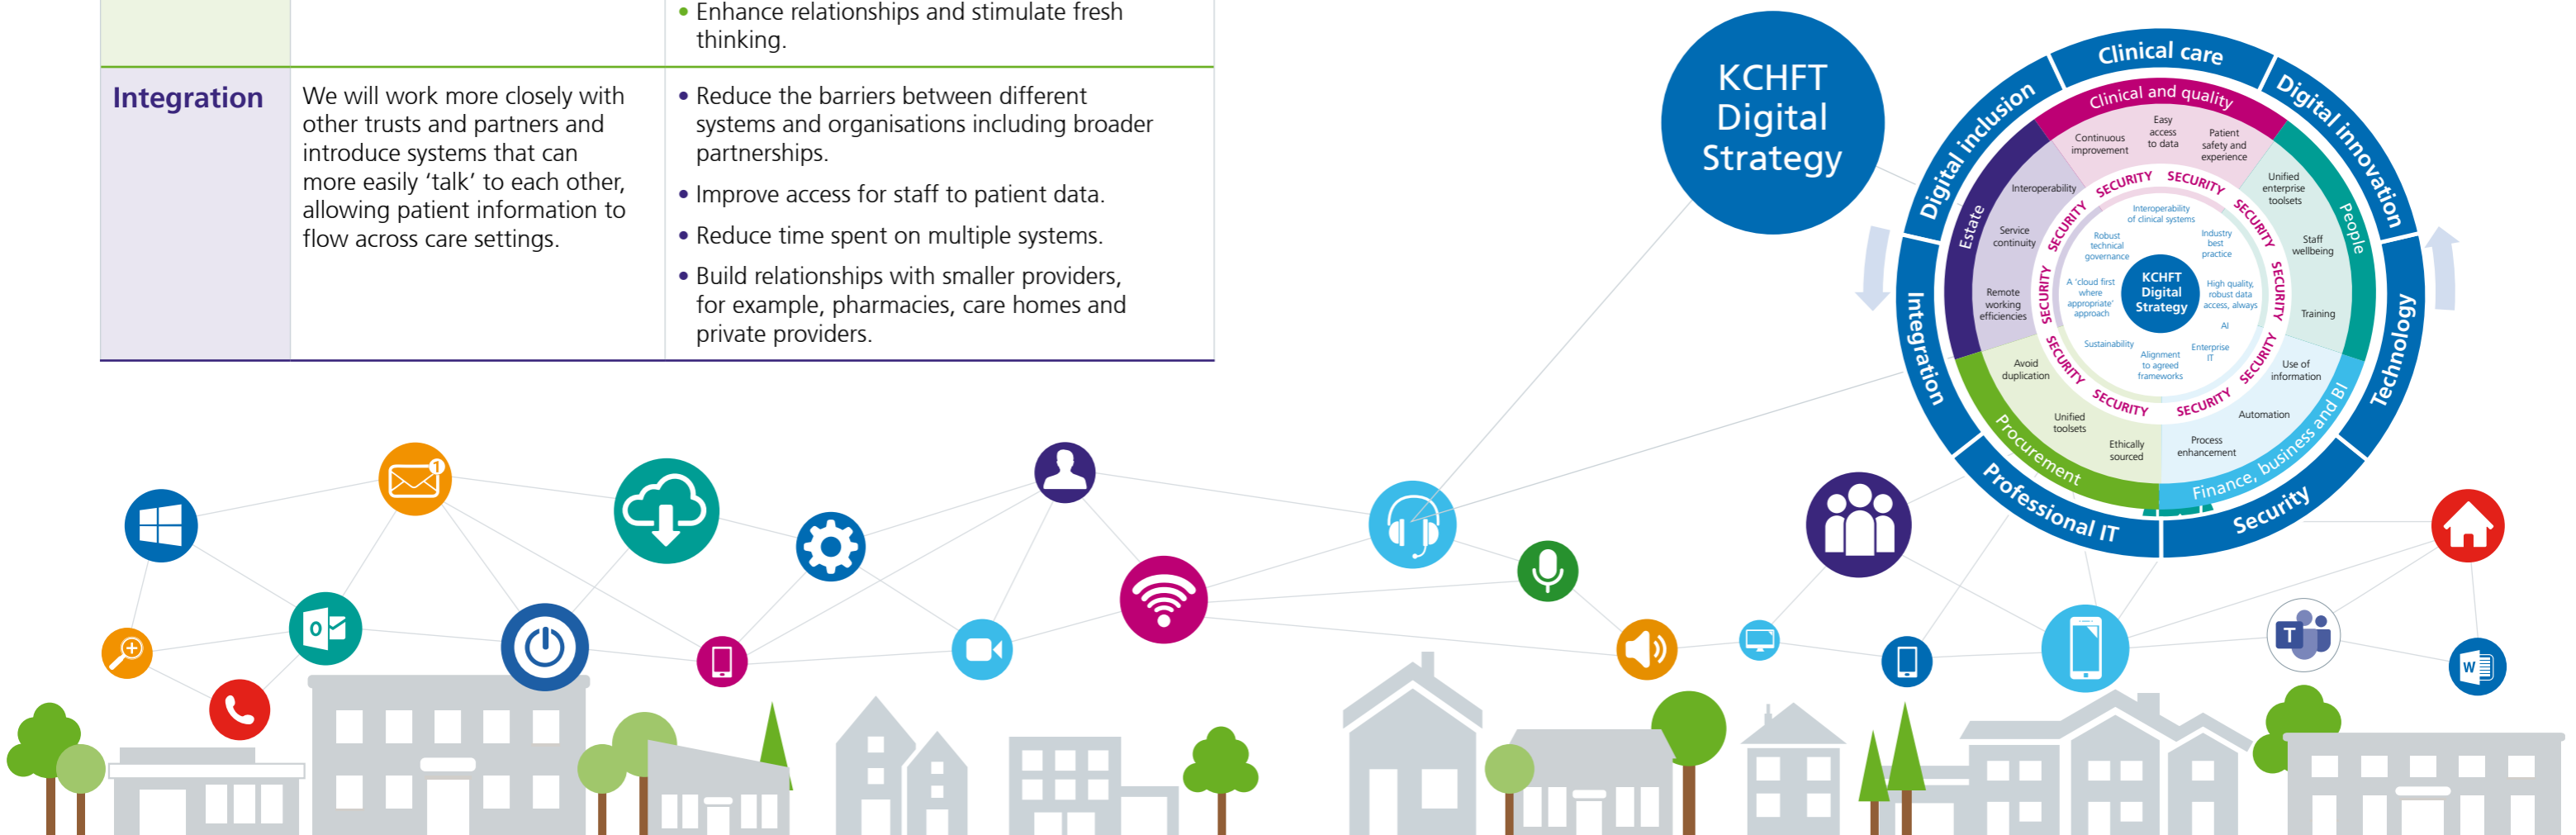 • Enhance relationships and stimulate fresh
thinking.
Integration
We will work more closely with
other trusts and partners and
introduce systems that can
more easily ‘talk’ to each other,
allowing patient information to
flow across care settings.
• Reduce the barriers between different
systems and organisations including broader
partnerships.
• Improve access for staff to patient data.
• Reduce time spent on multiple systems.
• Build relationships with smaller providers,
for example, pharmacies, care homes and
private providers.
KCHFT
Digital
Strategy
Clinical care
Digital innovation
Technology
Security
Professional IT
Integration
Digital inclusion
Clinical and quality
Continuous
improvement
Easy
access
to data
Patient
safety and
experience
People
Unified
enterprise
toolsets
Staff
wellbeing
Training
Finance, business and BI
Use of
information
Automation
Process
enhancement
Procurement
Ethically
sourced
Unified
toolsets
Avoid
duplication
Estate
Remote
working
efficiencies
Service
continuity
Interoperability
SECURITY
SECURITY
SECURITY
SECURITY
SECURITY
SECURITY
SECURITY
SECURITY
SECURITY
SECURITY
Interoperability
of clinical systems
Industry
best
practice
High quality,
robust data
access, always
AI
Enterprise
IT
Alignment
to agreed
frameworks
Sustainability
A ‘cloud first
where
appropriate’
approach
Robust
technical
governance
KCHFT
Digital
Strategy
1
O
T
W